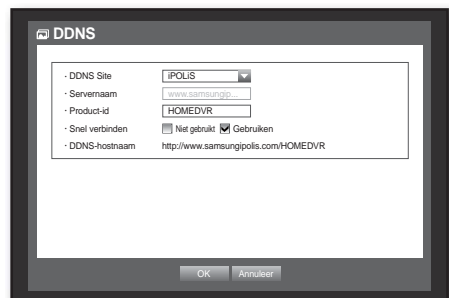 DDNS
· DDNS Site iPOLiS
· Servernaam www.samsungip...
· Product-id HOMEDVR
· Snel verbinden Niet gebruikt Gebruiken
· DDNS-hostnaam http://www.samsungipolis.com/HOMEDVR
OK Annuleer